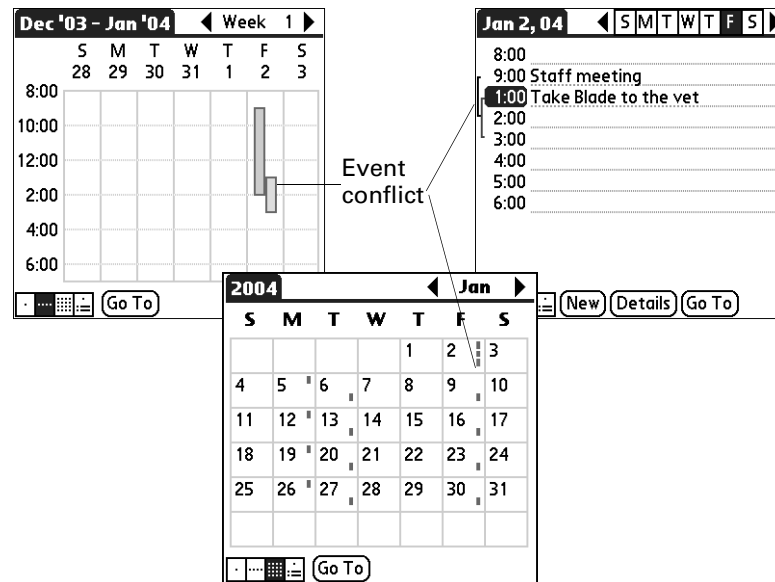 Dec '03 - Jan '04 Week 1
S M T W T F S
28 29 30 31 1 2 3
8:00
10:00
12:00
2:00
4:00
6:00
Go To
Event
conflict
Jan 2, 04 S M T W T F S
8:00
9:00 Staff meeting
1:00 Take Blade to the vet
2:00
3:00
4:00
5:00
6:00
New Details Go To
2004 Jan
S M T W T F S
1 2 3
4 5 6 7 8 9 10
11 12 13 14 15 16 17
18 19 20 21 22 23 24
25 26 27 28 29 30 31
Go To